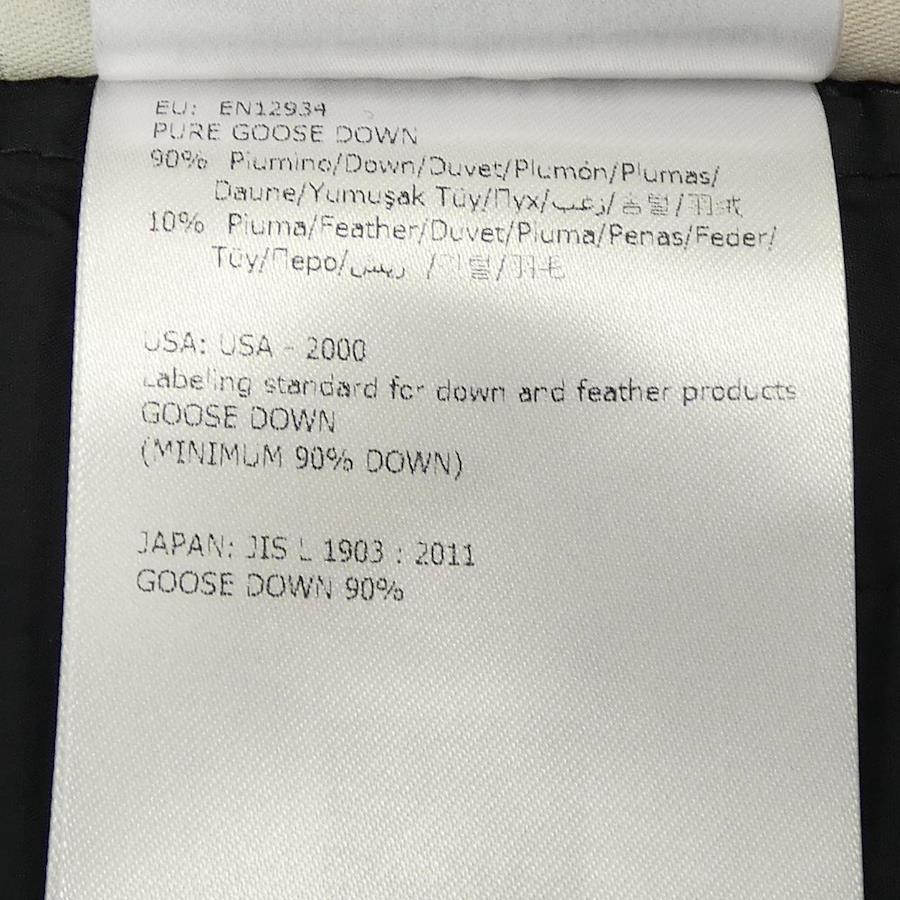 EU: EN12934
PURE GOOSE DOWN
90% Piumino/Down/Duvet/Plumón/Plumas/
Daune/Yumuşak Tüy/Пух/زغب/솜털/羽绒
10% Piuma/Feather/Duvet/Pluma/Penas/Feder/
Tüy/Перо/ريش/깃털/羽毛
USA: USA - 2000
Labeling standard for down and feather products
GOOSE DOWN
(MINIMUM 90% DOWN)
JAPAN: JIS L 1903 : 2011
GOOSE DOWN 90%